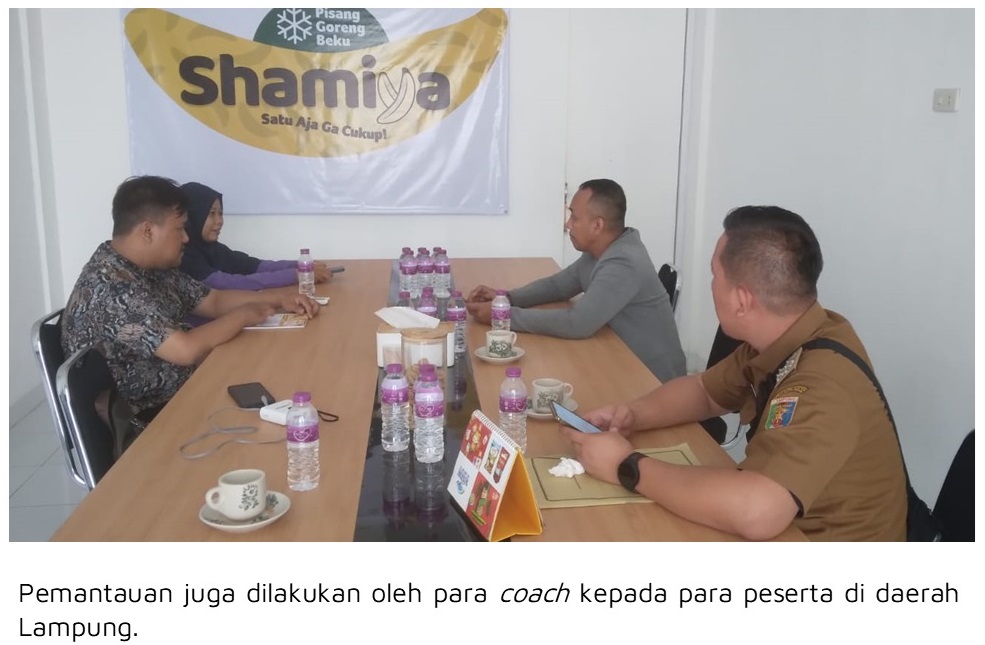 Pisang
Goreng
Beku
Shamiya
Satu Aja Ga Cukup!
Pemantauan juga dilakukan oleh para coach kepada para peserta di daerah
Lampung.